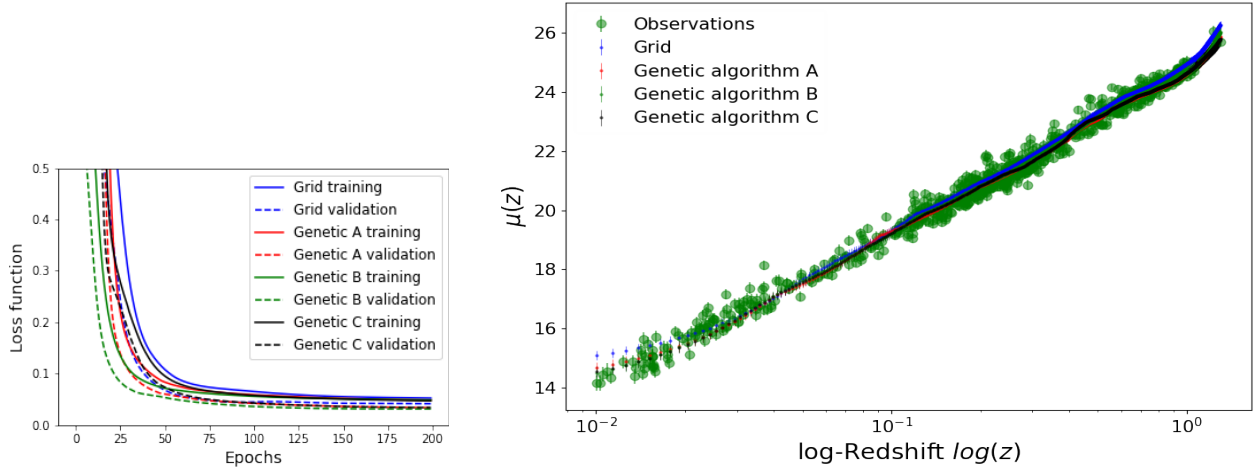 0.5
0.4
0.3
0.2
0.1
0.0
Loss function
0
25
50
75
100
125
150
175
200
Epochs
Grid training
Grid validation
Genetic A training
Genetic A validation
Genetic B training
Genetic B validation
Genetic C training
Genetic C validation
26
24
22
20
18
16
14
μ(z)
Observations
Grid
Genetic algorithm A
Genetic algorithm B
Genetic algorithm C
10⁻²
10⁻¹
10⁰
log-Redshift log(z)